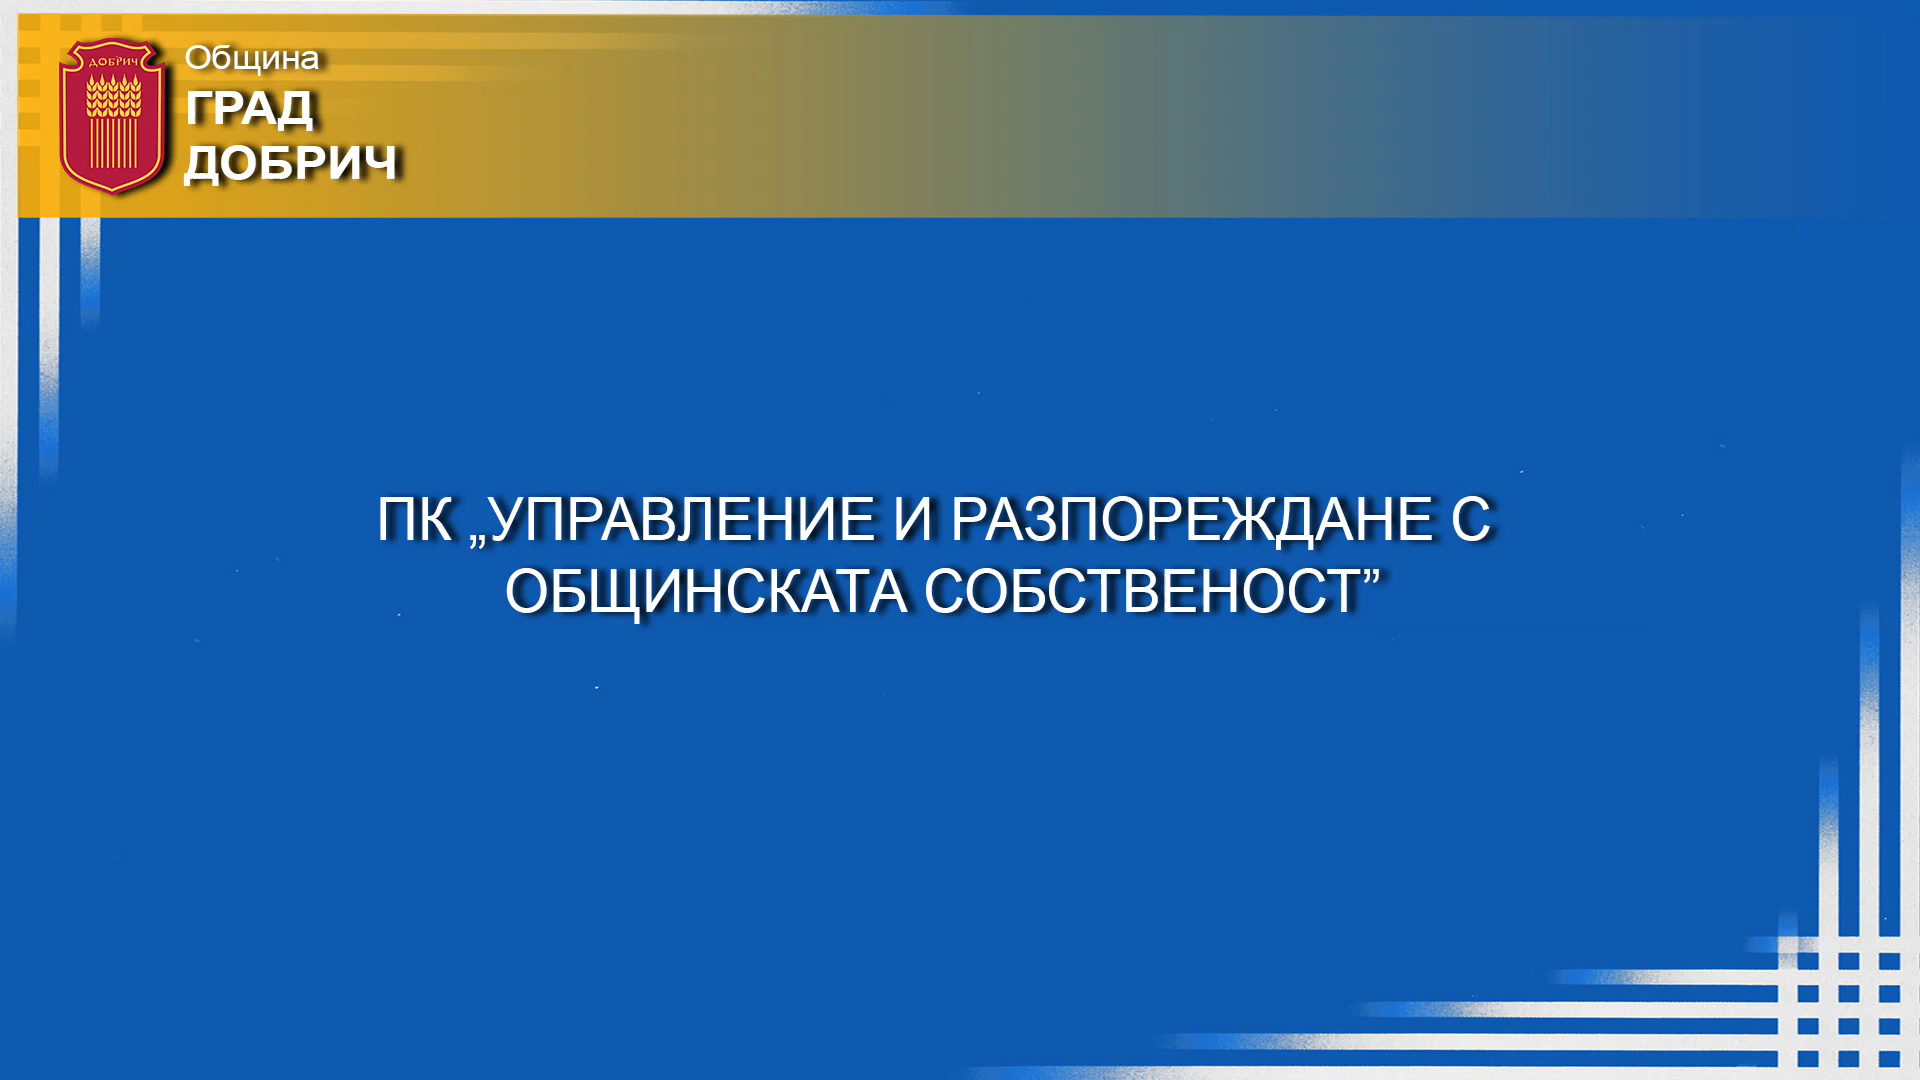 ДОБРИЧ
Община
ГРАД
ДОБРИЧ
ПК „УПРАВЛЕНИЕ И РАЗПОРЕЖДАНЕ С
ОБЩИНСКАТА СОБСТВЕНОСТ”